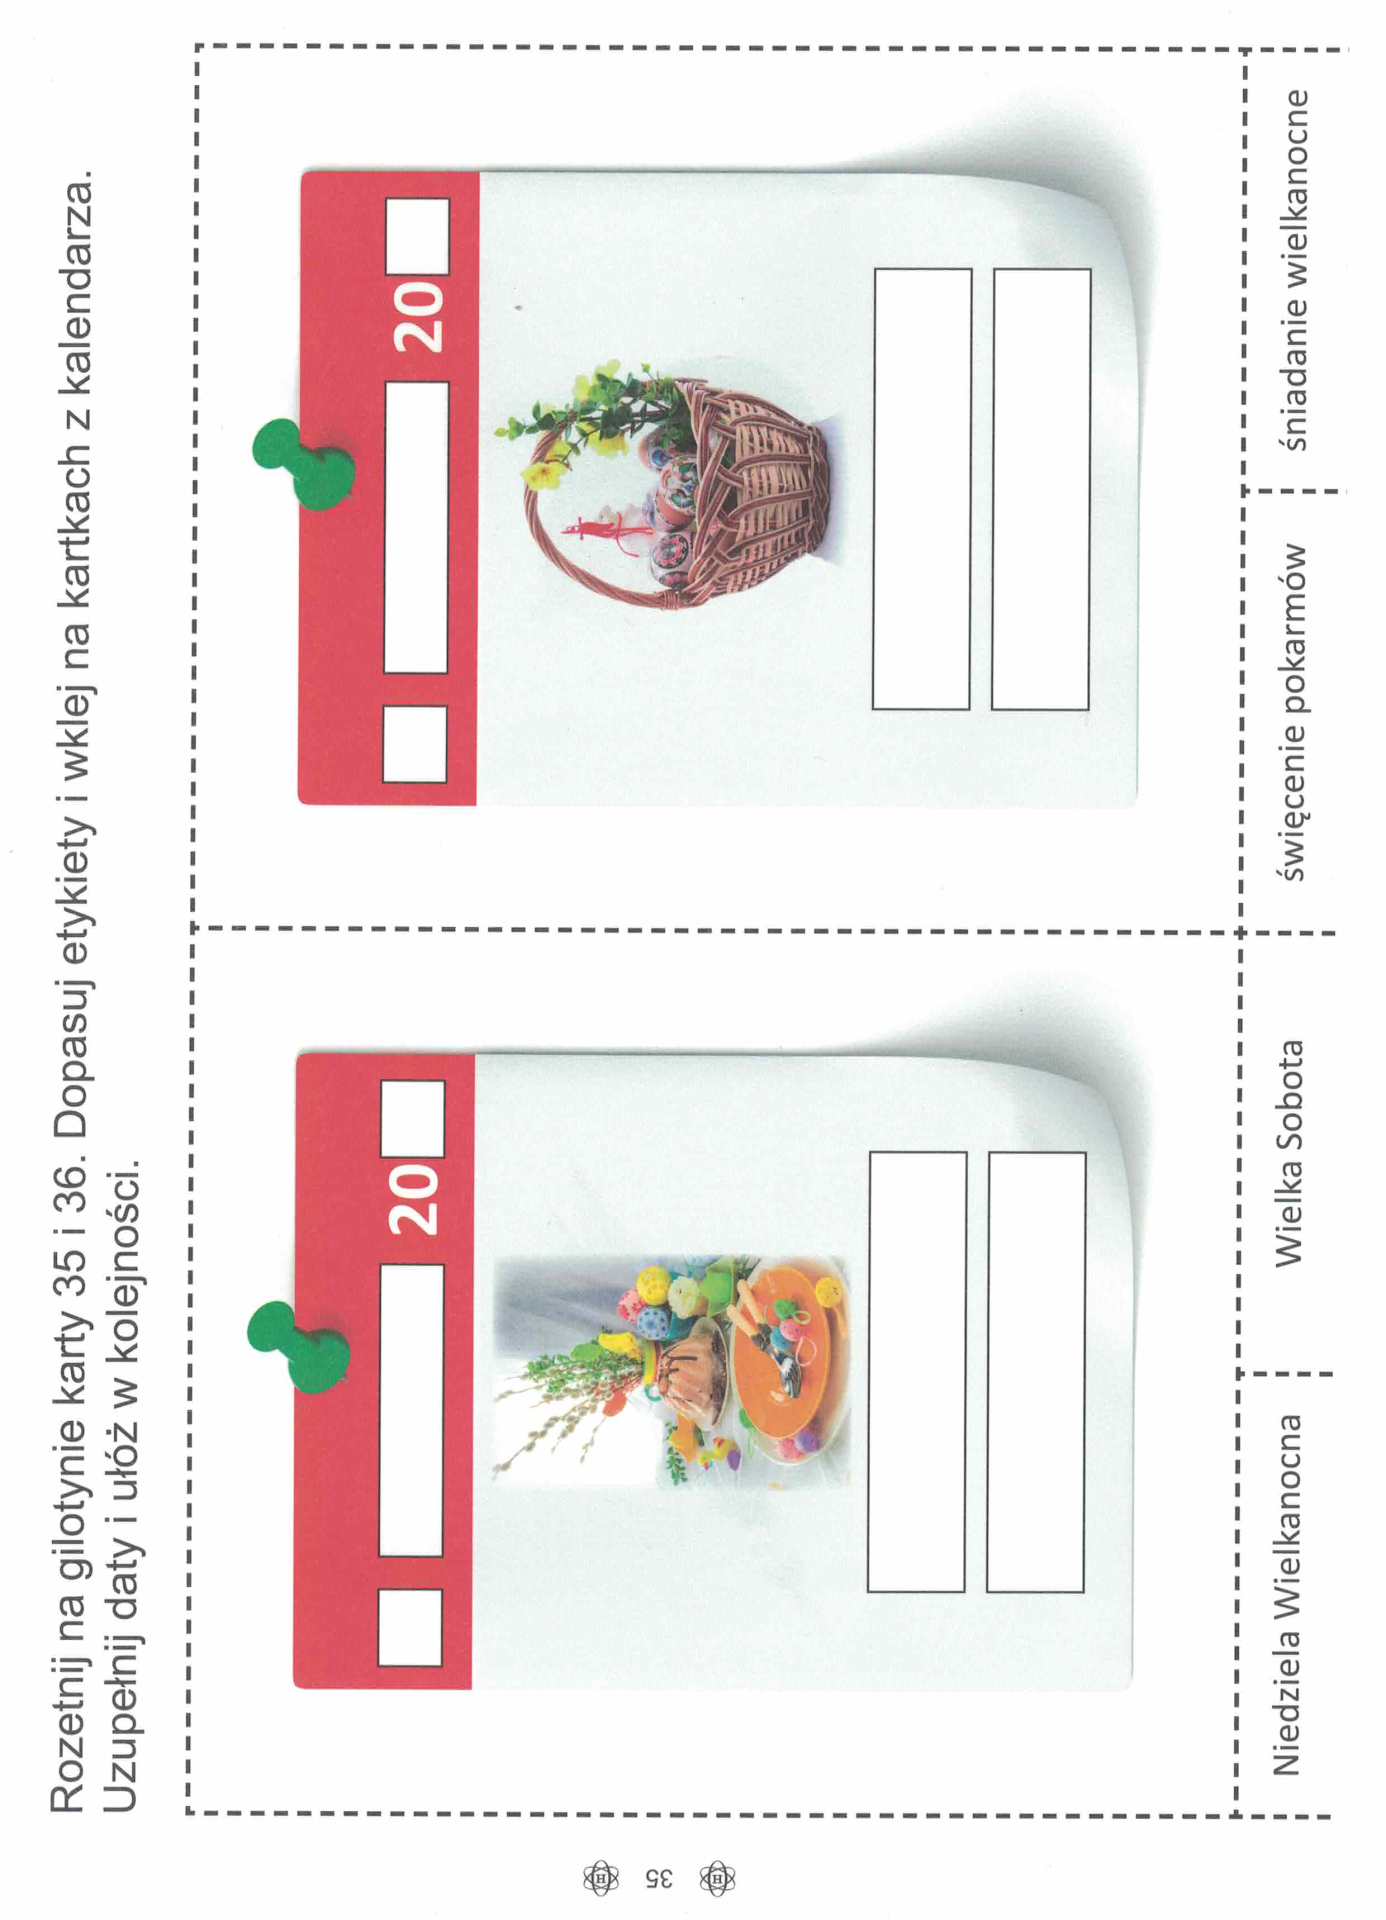 Rozetnij na gilotynie karty 35 i 36. Dopasuj etykiety i wklej na kartkach z kalendarza.
Uzupełnij daty i ułóż w kolejności.
20
20
Niedziela Wielkanocna
Wielka Sobota
święcenie pokarmów
śniadanie wielkanocne
H 35 H